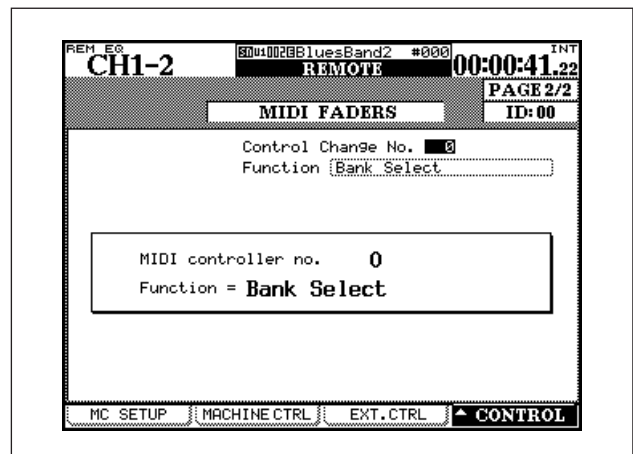 REM EQ
CH1-2
BluesBand2 #000
REMOTE
INT
00:00:41.22
PAGE 2/2
MIDI FADERS
ID: 00
Control Change No. 0
Function Bank Select
MIDI controller no. 0
Function = Bank Select
MC SETUP
MACHINE CTRL
EXT.CTRL
CONTROL